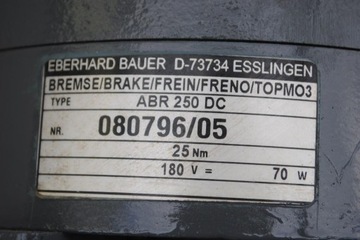 EBERHARD BAUER D-73734 ESSLINGEN
BREMSE/BRAKE/FREIN/FRENO/TOPMO3
TYPE ABR 250 DC
NR. 080796/05
25 Nm
180 V = 70 W